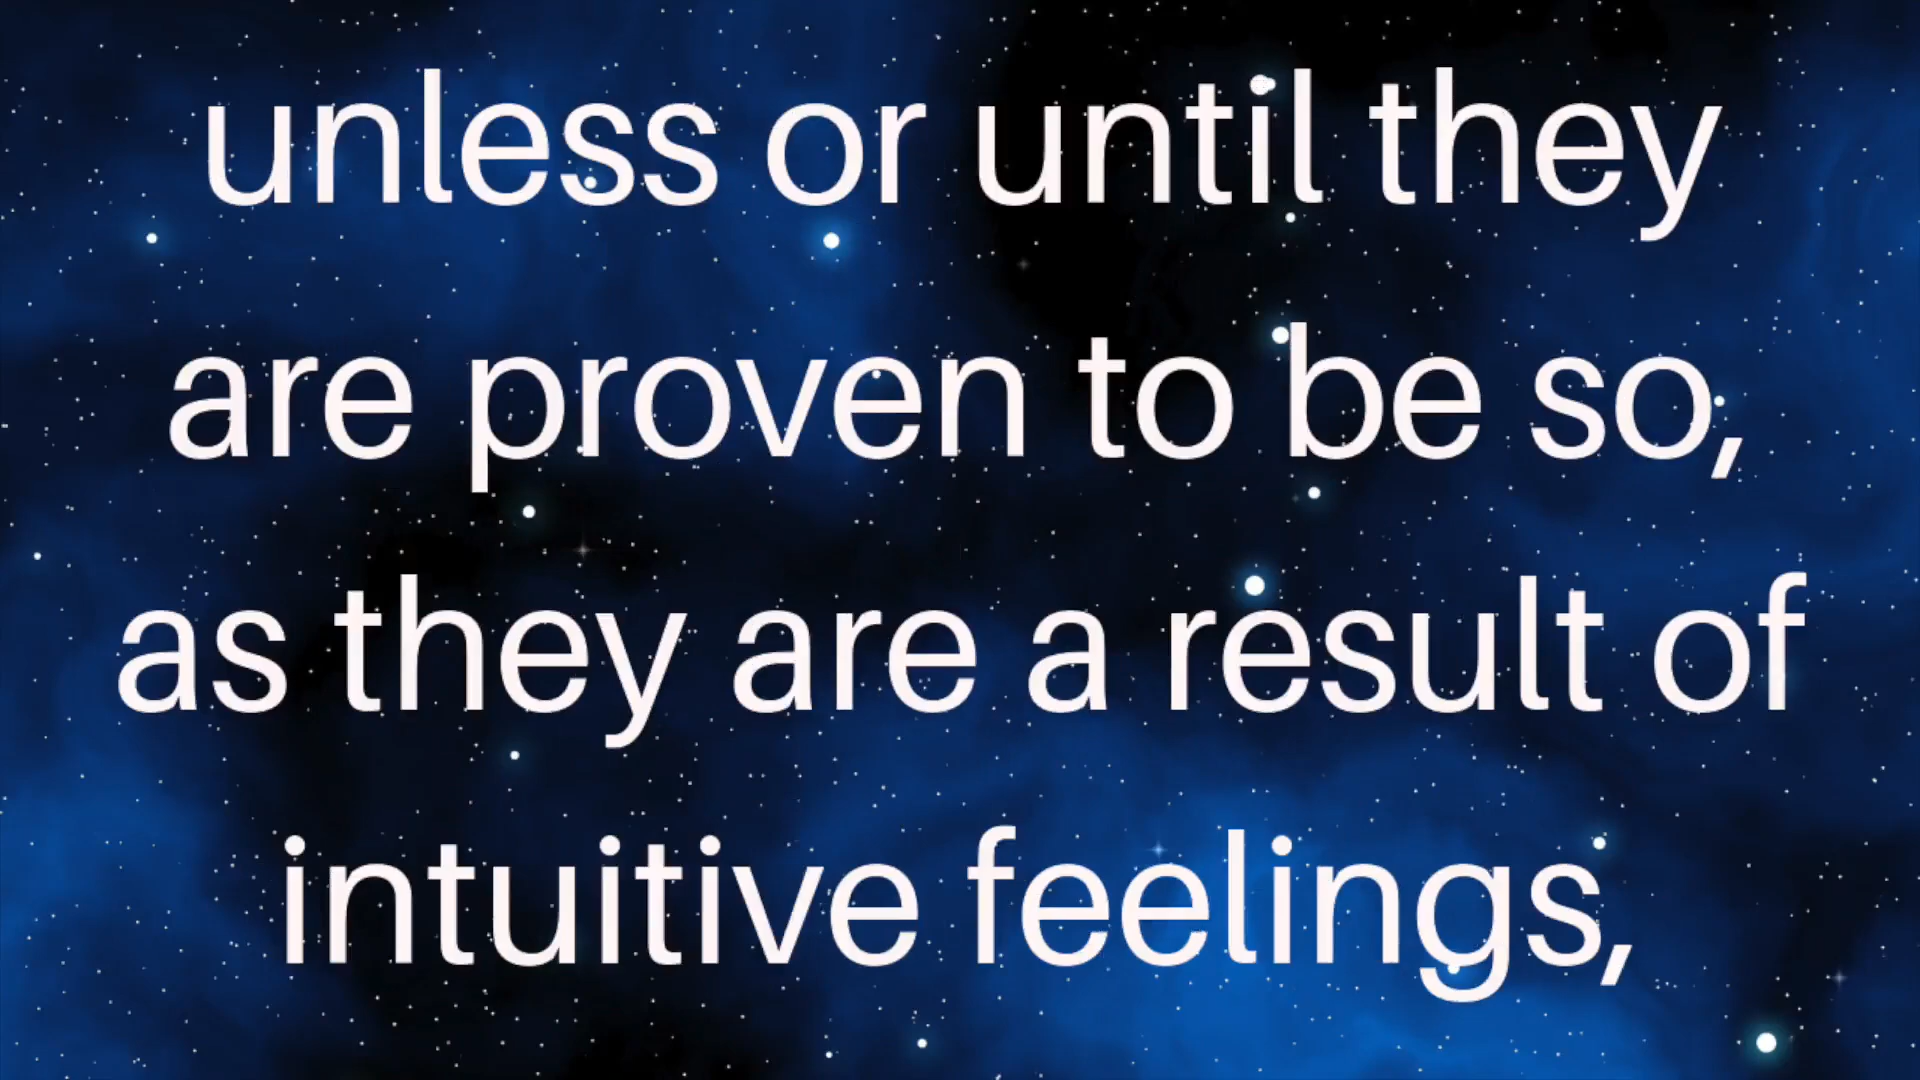 unless or until they
are proven to be so,
as they are a result of
intuitive feelings,